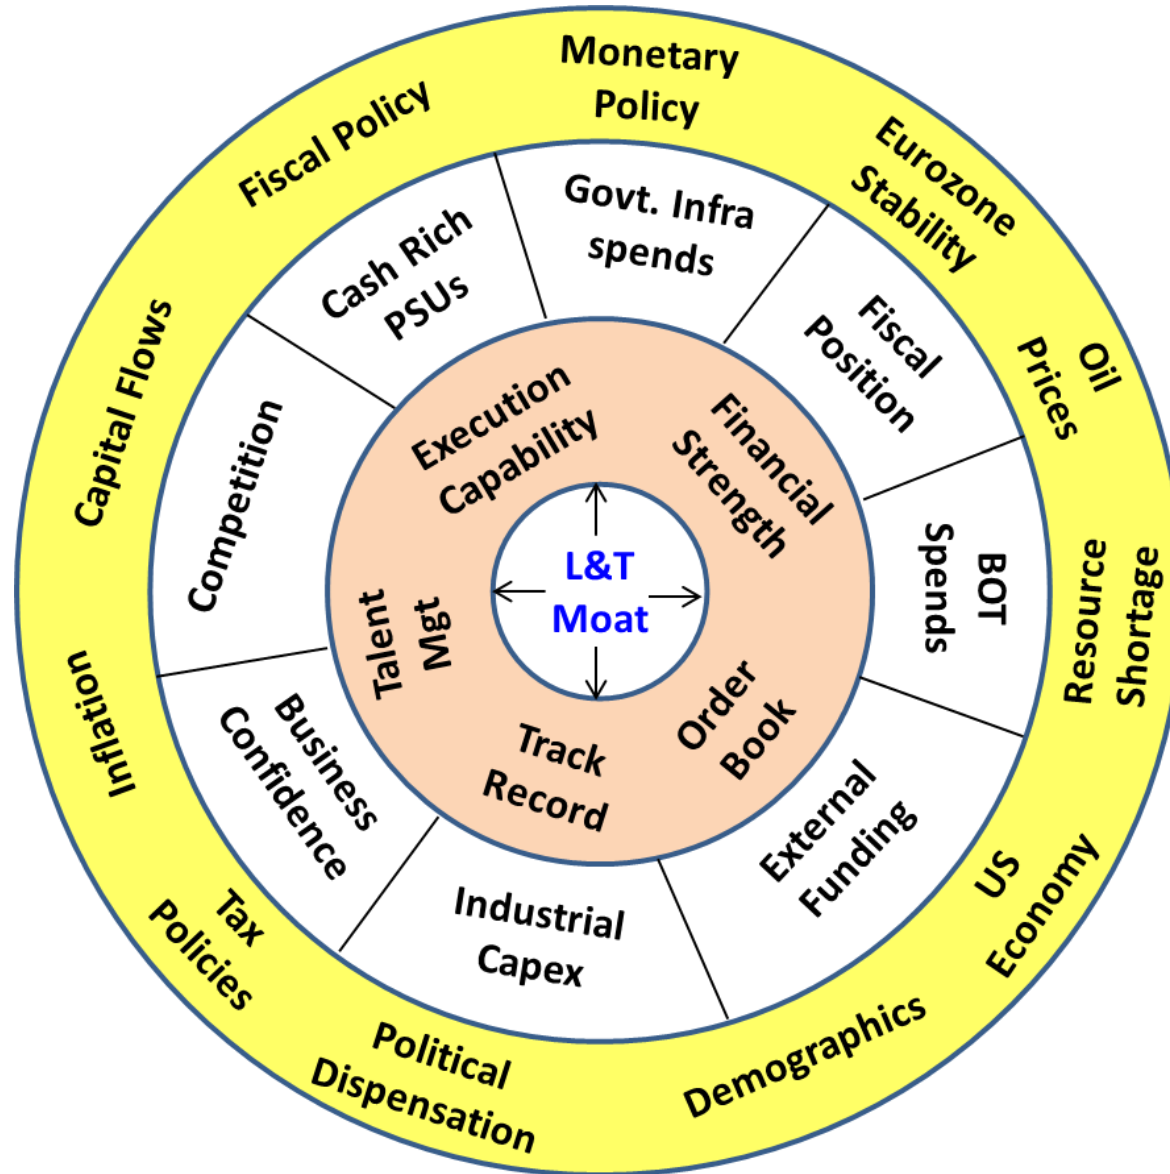 Monetary
Policy
Eurozone
Stability
Oil
Prices
Resource
Shortage
US
Economy
Demographics
Political
Dispensation
Tax
Policies
Inflation
Capital Flows
Fiscal Policy
Govt. Infra
spends
Fiscal
Position
BOT
Spends
External
Funding
Industrial
Capex
Business
Confidence
Competition
Cash Rich
PSUs
Execution
Capability
Financial
Strength
Order
Book
Track
Record
Talent
Mgt
L&T
Moat